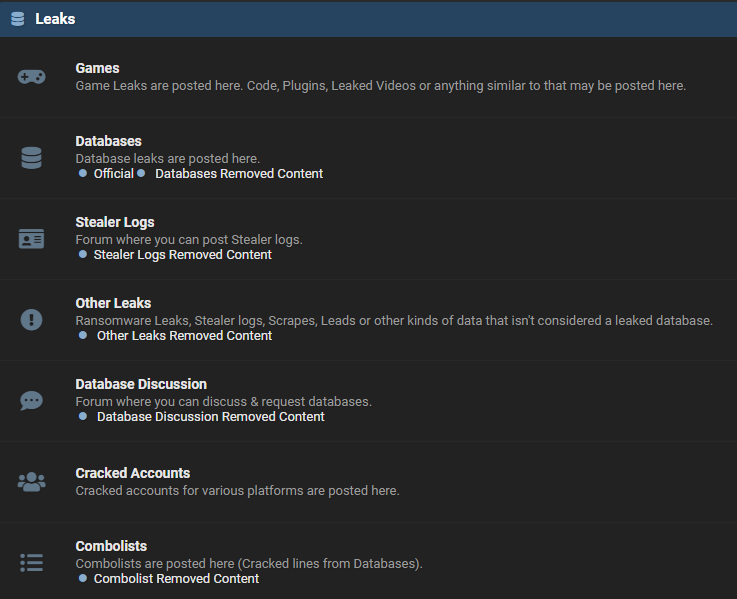 Leaks
Games
Game Leaks are posted here. Code, Plugins, Leaked Videos or anything similar to that may be posted here.
Databases
Database leaks are posted here.
Official Databases Removed Content
Stealer Logs
Forum where you can post Stealer logs.
Stealer Logs Removed Content
Other Leaks
Ransomware Leaks, Stealer logs, Scrapes, Leads or other kinds of data that isn't considered a leaked database.
Other Leaks Removed Content
Database Discussion
Forum where you can discuss & request databases.
Database Discussion Removed Content
Cracked Accounts
Cracked accounts for various platforms are posted here.
Combolists
Combolists are posted here (Cracked lines from Databases).
Combolist Removed Content